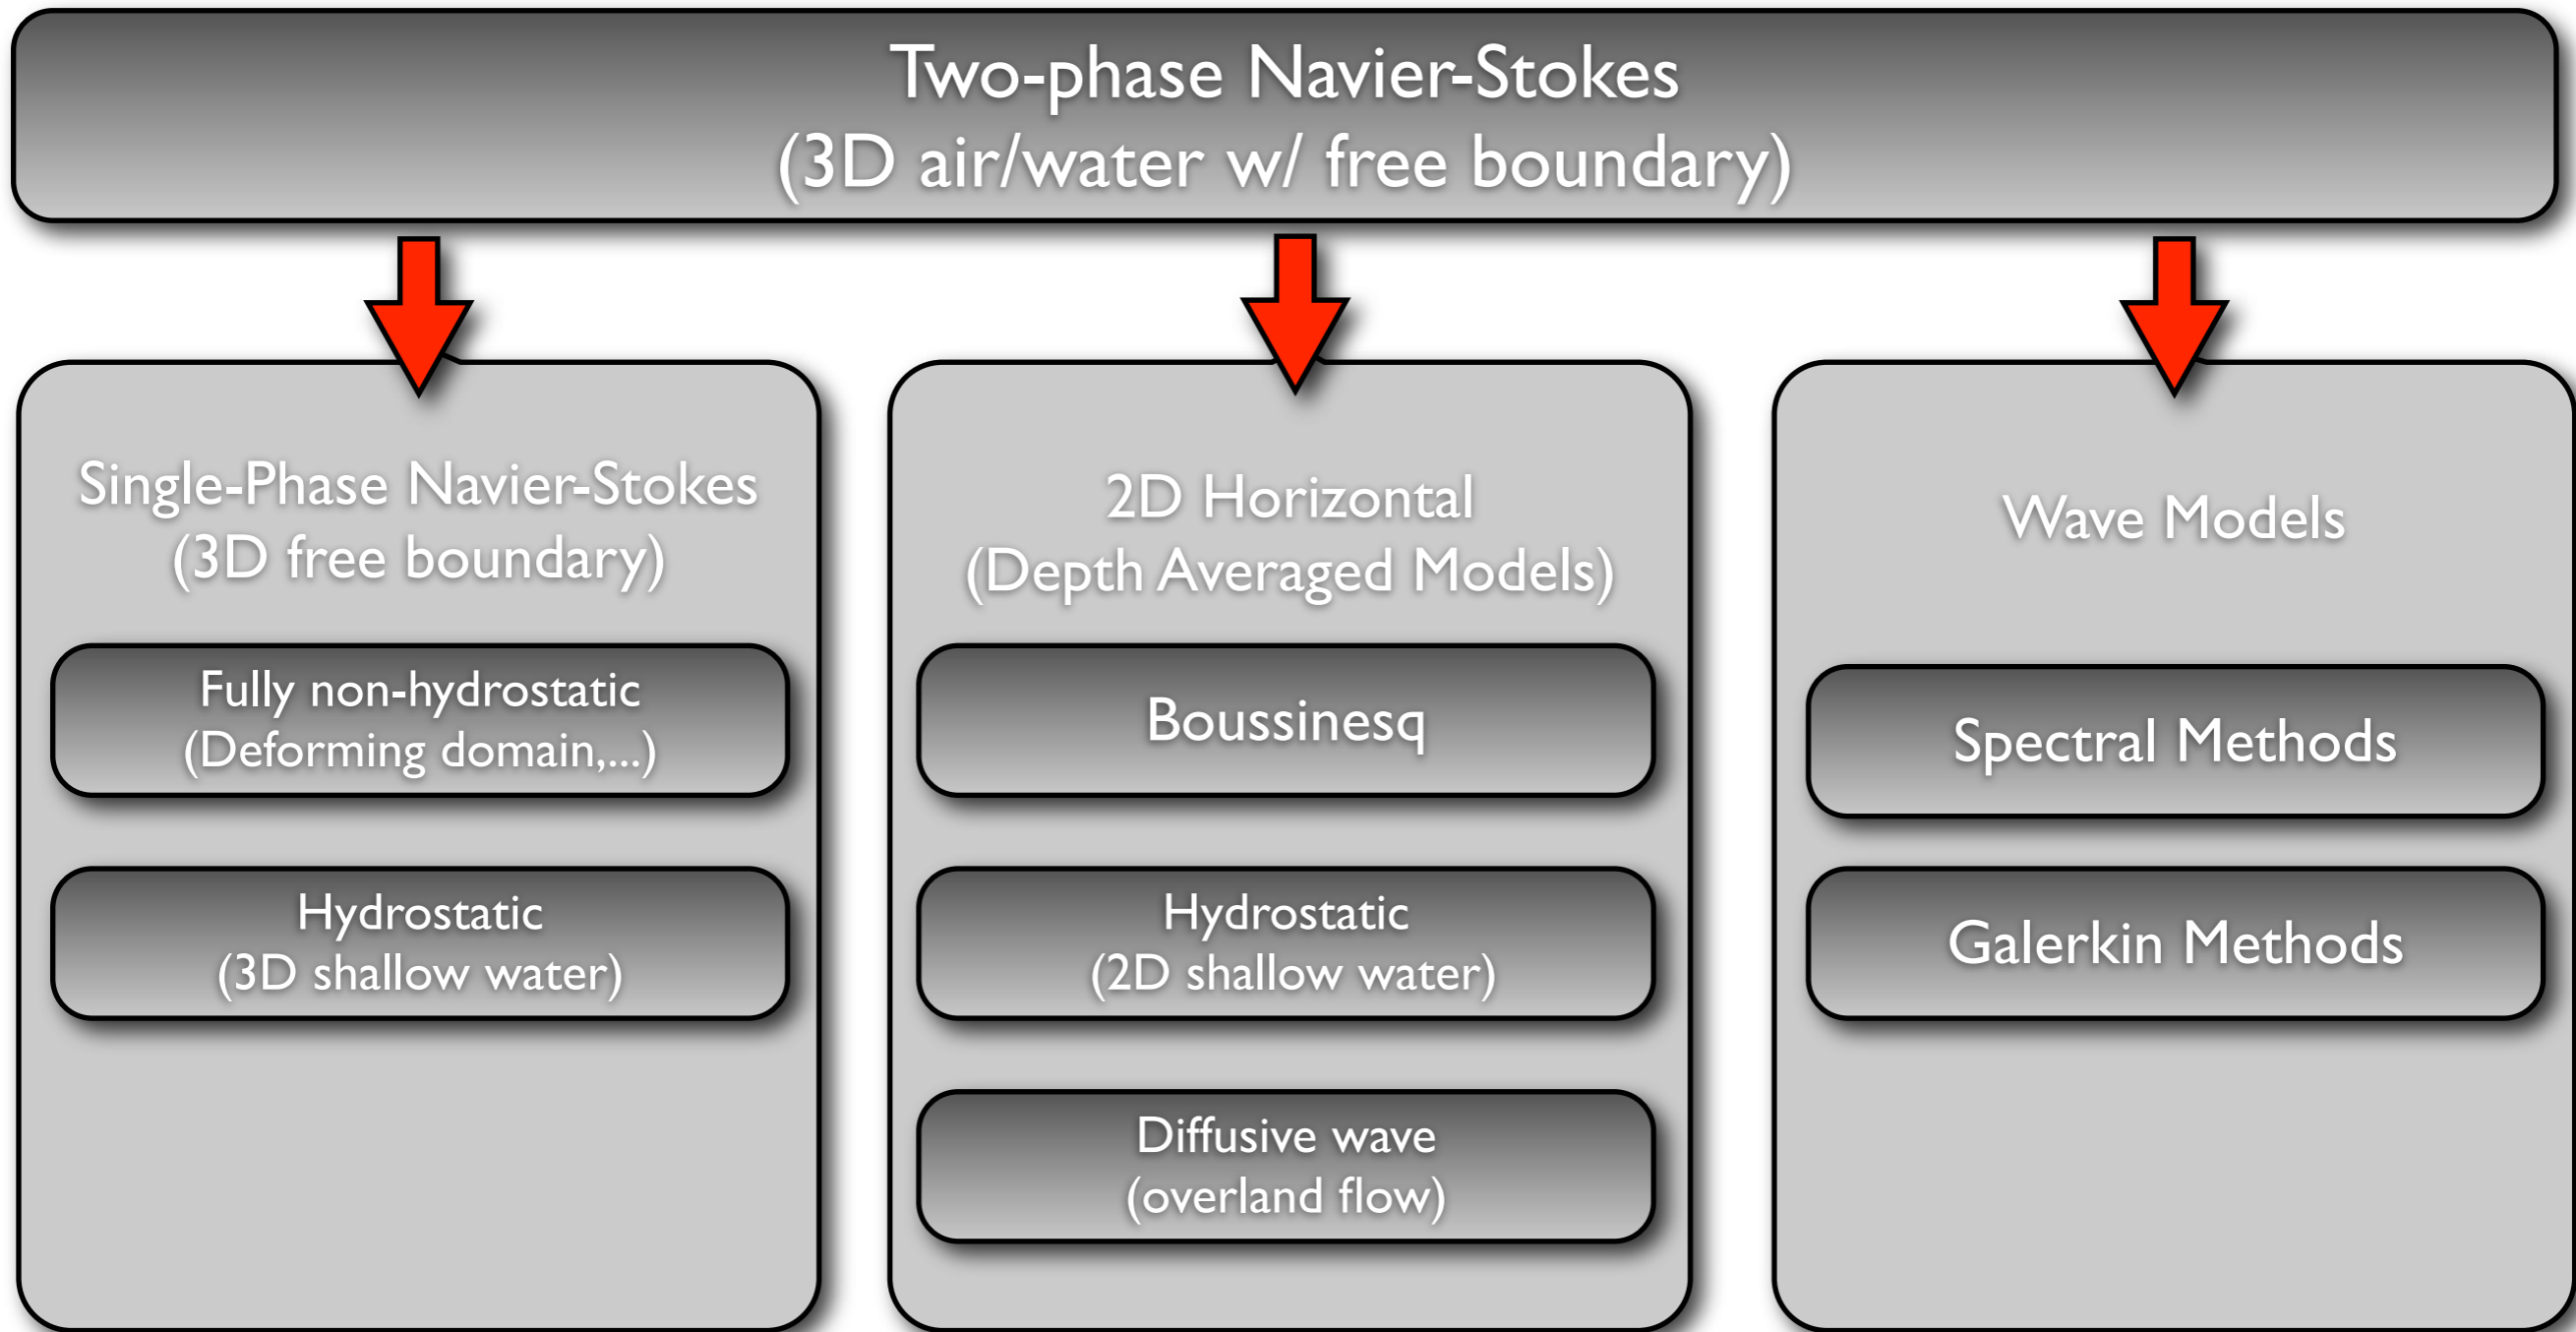 Two-phase Navier-Stokes
(3D air/water w/ free boundary)
Single-Phase Navier-Stokes
(3D free boundary)
Fully non-hydrostatic
(Deforming domain,...)
Hydrostatic
(3D shallow water)
2D Horizontal
(Depth Averaged Models)
Boussinesq
Hydrostatic
(2D shallow water)
Diffusive wave
(overland flow)
Wave Models
Spectral Methods
Galerkin Methods